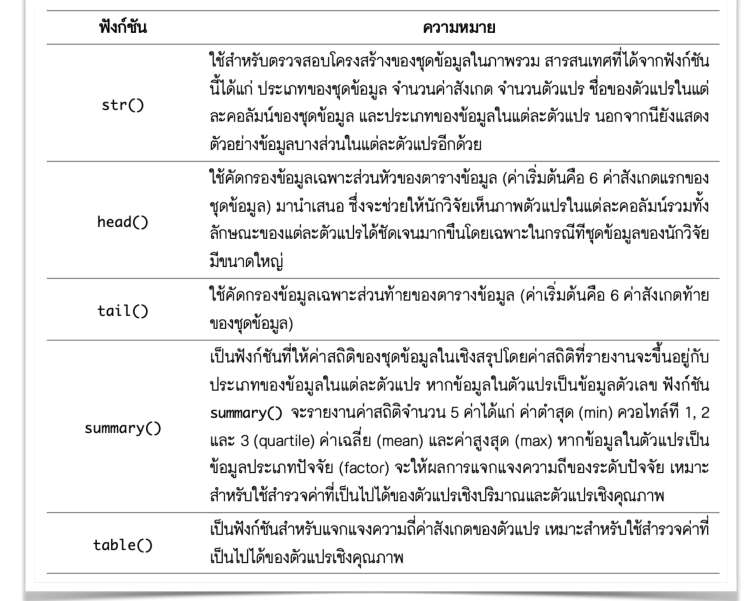 ฟังก์ชัน ความหมาย
ใช้สำหรับตรวจสอบโครงสร้างของชุดข้อมูลในภาพรวม สารสนเทศที่ได้จากฟังก์ชัน
นี้ได้แก่ ประเภทของชุดข้อมูล จำนวนค่าสังเกต จำนวนตัวแปร ชื่อของตัวแปรในแต่
str() ละคอลัมน์ของชุดข้อมูล และประเภทของข้อมูลในแต่ละตัวแปร นอกจากนียังแสดง
ตัวอย่างข้อมูลบางส่วนในแต่ละตัวแปรอีกด้วย
ใช้คัดกรองข้อมูลเฉพาะส่วนหัวของตารางข้อมูล (ค่าเริ่มต้นคือ 6 ค่าสังเกตแรกของ
ชุดข้อมูล) มานำเสนอ ซึ่งจะช่วยให้นักวิจัยเห็นภาพตัวแปรในแต่ละคอลัมน์รวมทั้ง
head() ลักษณะของแต่ละตัวแปรได้ชัดเจนมากขึนโดยเฉพาะในกรณีทีชุดข้อมูลของนักวิจัย
มีขนาดใหญ่
ใช้คัดกรองข้อมูลเฉพาะส่วนท้ายของตารางข้อมูล (ค่าเริ่มต้นคือ 6 ค่าสังเกตท้าย
tail() ของชุดข้อมูล)
เป็นฟังก์ชันที่ให้ค่าสถิติของชุดข้อมูลในเชิงสรุปโดยค่าสถิติที่รายงานจะขึ้นอยู่กับ
ประเภทของข้อมูลในแต่ละตัวแปร หากข้อมูลในตัวแปรเป็นข้อมูลตัวเลข ฟังก์ชัน
summary() จะรายงานค่าสถิติจำนวน 5 ค่าได้แก่ ค่าตำสุด (min) ควอไทล์ที 1, 2
summary() และ 3 (quartile) ค่าเฉลี่ย (mean) และค่าสูงสุด (max) หากข้อมูลในตัวแปรเป็น
ข้อมูลประเภทปัจจัย (factor) จะให้ผลการแจกแจงความถีของระดับปัจจัย เหมาะ
สำหรับใช้สำรวจค่าที่เป็นไปได้ของตัวแปรเชิงปริมาณและตัวแปรเชิงคุณภาพ
เป็นฟังก์ชันสำหรับแจกแจงความถี่ค่าสังเกตของตัวแปร เหมาะสำหรับใช้สำรวจค่าที่
table() เป็นไปได้ของตัวแปรเชิงคุณภาพ